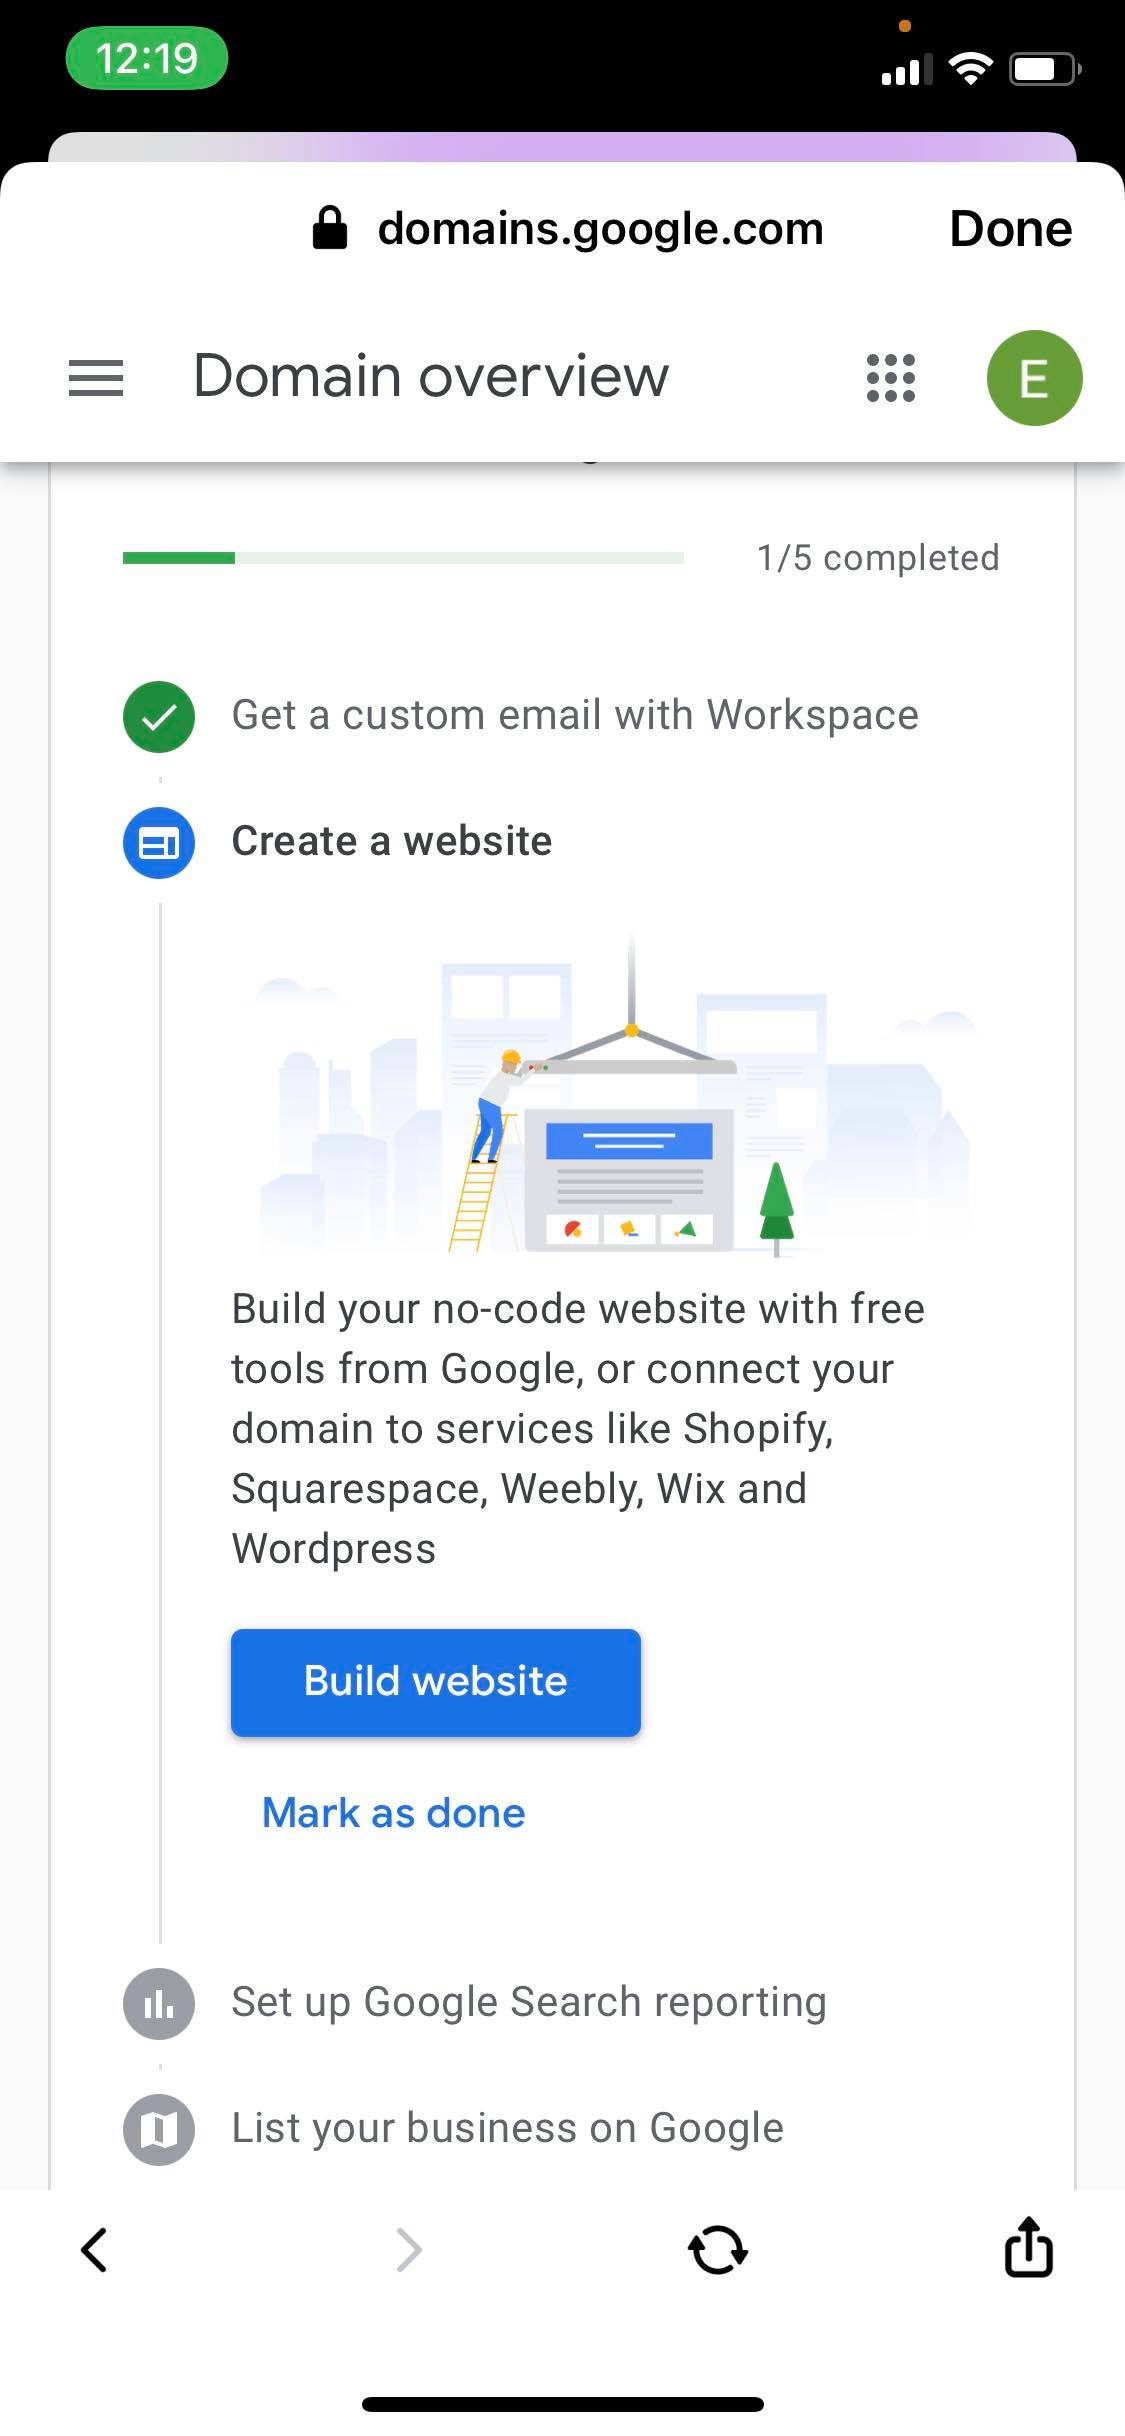 12:19
domains.google.com
Done
Domain overview
E
1/5 completed
Get a custom email with Workspace
Create a website
Build your no-code website with free
tools from Google, or connect your
domain to services like Shopify,
Squarespace, Weebly, Wix and
Wordpress
Build website
Mark as done
Set up Google Search reporting
List your business on Google